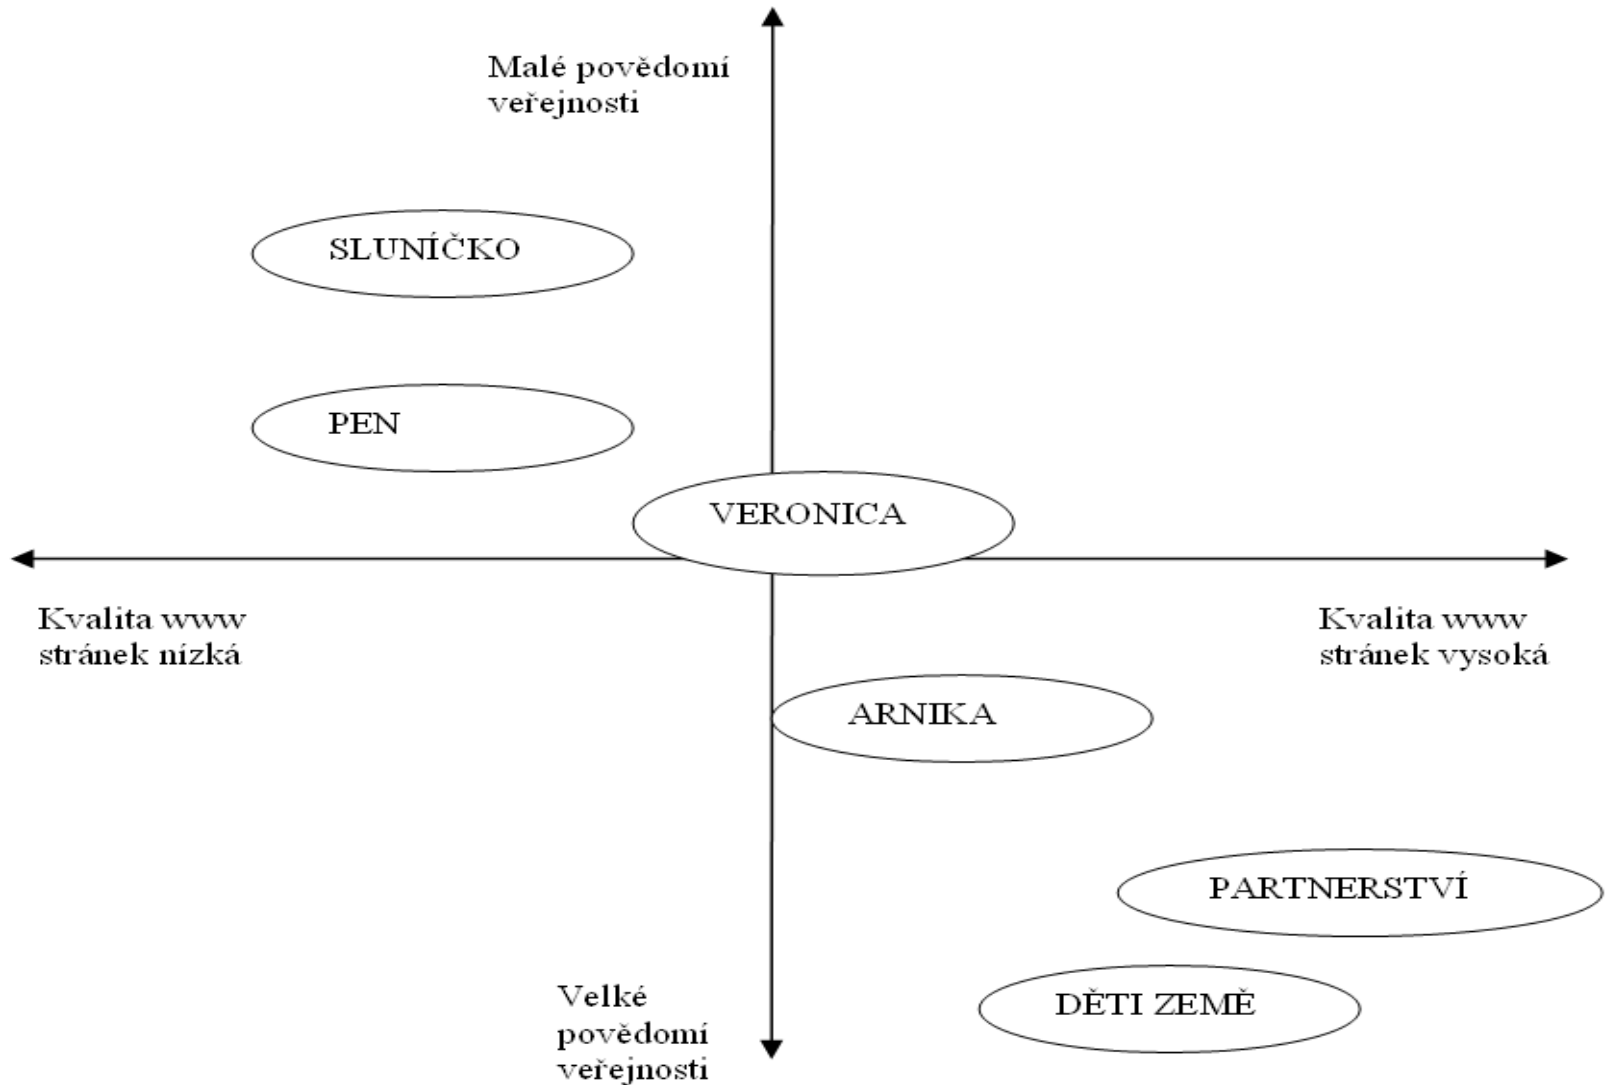 Malé povědomí
veřejnosti
SLUNÍČKO
PEN
VERONICA
Kvalita www
stránek nízká
Kvalita www
stránek vysoká
ARNIKA
PARTNERSTVÍ
DĚTI ZEMĚ
Velké
povědomí
veřejnosti